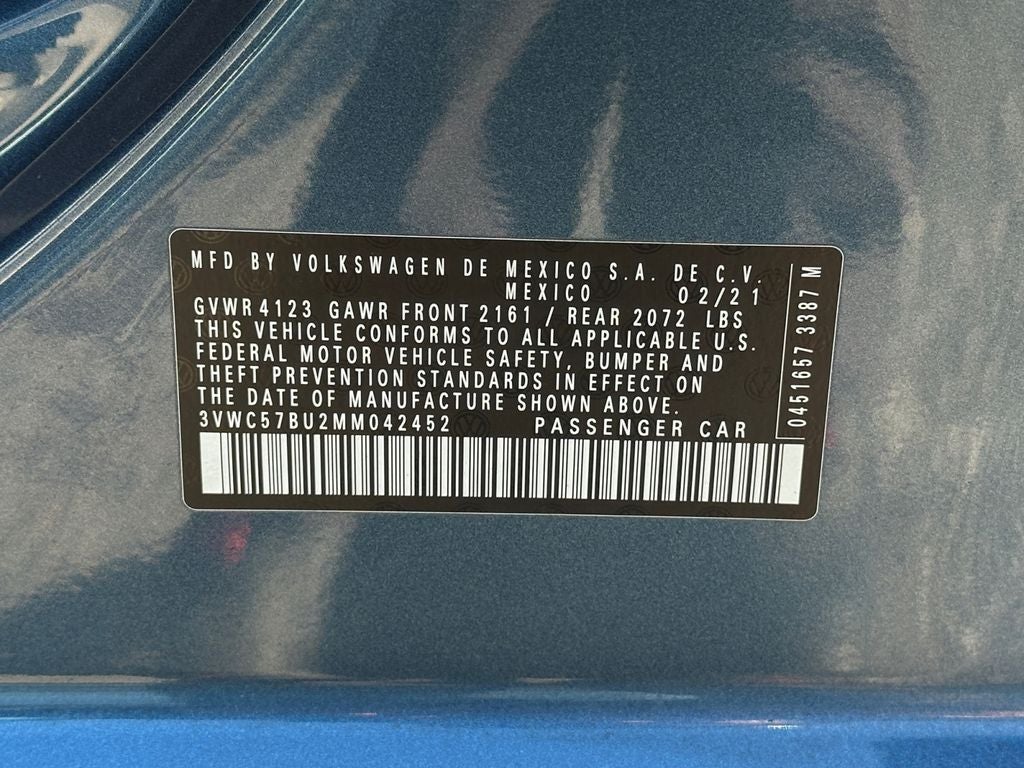 MFD BY VOLKSWAGEN DE MEXICO S.A. DE C.V.
MEXICO 02/21
GVWR 4123 GAWR FRONT 2161 / REAR 2072 LBS
THIS VEHICLE CONFORMS TO ALL APPLICABLE U.S.
FEDERAL MOTOR VEHICLE SAFETY, BUMPER AND
THEFT PREVENTION STANDARDS IN EFFECT ON
THE DATE OF MANUFACTURE SHOWN ABOVE.
3VWC57BU2MM042452 PASSENGER CAR
0451657 3387 M